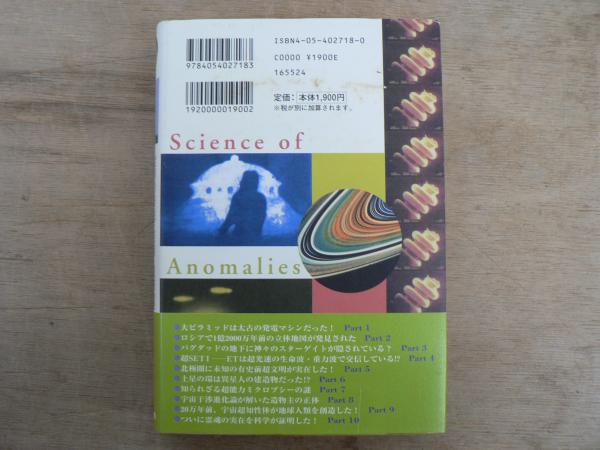 ISBN4-05-402718-0
C0000 ¥1900E
165524
9784054027183
1920000019002
定価：本体1,900円
※税が別に加算されます。
Science of
Anomalies
●大ピラミッドは太古の発電マシンだった！ Part 1
●ロシアで1億2000万年前の立体地図が発見された Part 2
●バグダッドの地下に神々のスターゲイトが隠されている？ Part 3
●超SETI──ETは超光速の生命波・重力波で交信している!? Part 4
●北極圏に未知の有史前超文明が実在した！ Part 5
●土星の環は異星人の建造物だった!? Part 6
●知られざる超能力ミラクロプシーの謎 Part 7
●宇宙干渉進化論が解いた造物主の正体 Part 8
●20万年前、宇宙超知性体が地球人類を創造した！ Part 9
●ついに霊魂の実在を科学が証明した！ Part 10